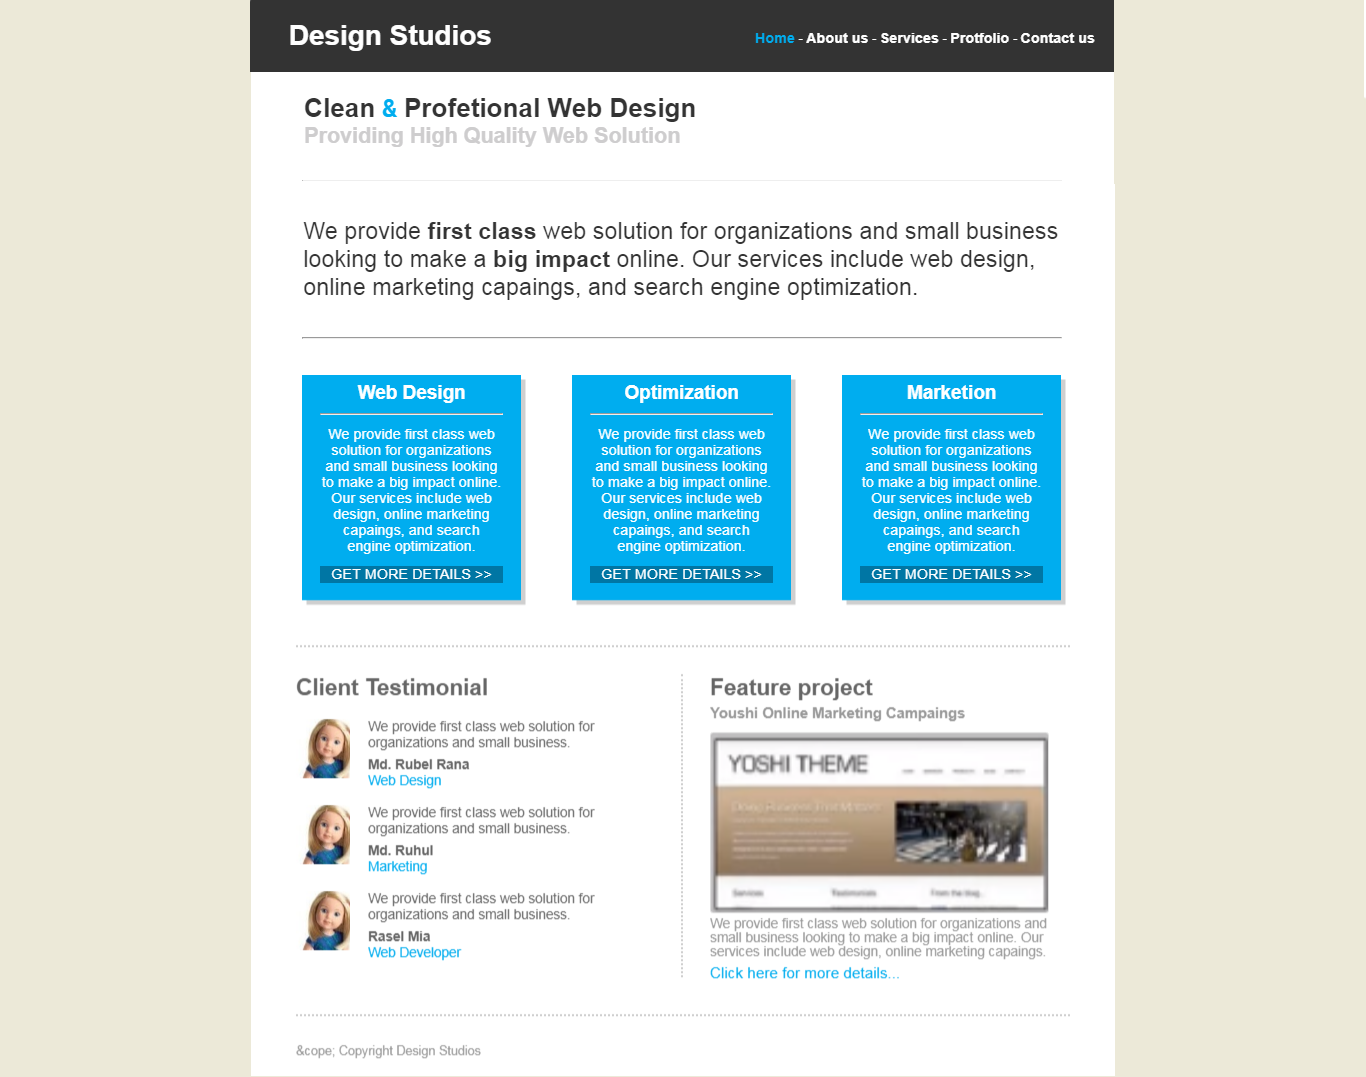 Design Studios
Home - About us - Services - Protfolio - Contact us
Clean & Profetional Web Design
Providing High Quality Web Solution
We provide first class web solution for organizations and small business
looking to make a big impact online. Our services include web design,
online marketing capaings, and search engine optimization.
Web Design
We provide first class web
solution for organizations
and small business looking
to make a big impact online.
Our services include web
design, online marketing
capaings, and search
engine optimization.
GET MORE DETAILS >>
Optimization
We provide first class web
solution for organizations
and small business looking
to make a big impact online.
Our services include web
design, online marketing
capaings, and search
engine optimization.
GET MORE DETAILS >>
Marketion
We provide first class web
solution for organizations
and small business looking
to make a big impact online.
Our services include web
design, online marketing
capaings, and search
engine optimization.
GET MORE DETAILS >>
Client Testimonial
We provide first class web solution for
organizations and small business.
Md. Rubel Rana
Web Design
We provide first class web solution for
organizations and small business.
Md. Ruhul
Marketing
We provide first class web solution for
organizations and small business.
Rasel Mia
Web Developer
Feature project
Youshi Online Marketing Campaings
YOSHI THEME
Services
Testimonials
From the blog...
We provide first class web solution for organizations and
small business looking to make a big impact online. Our
services include web design, online marketing capaings.
Click here for more details...
&cope; Copyright Design Studios